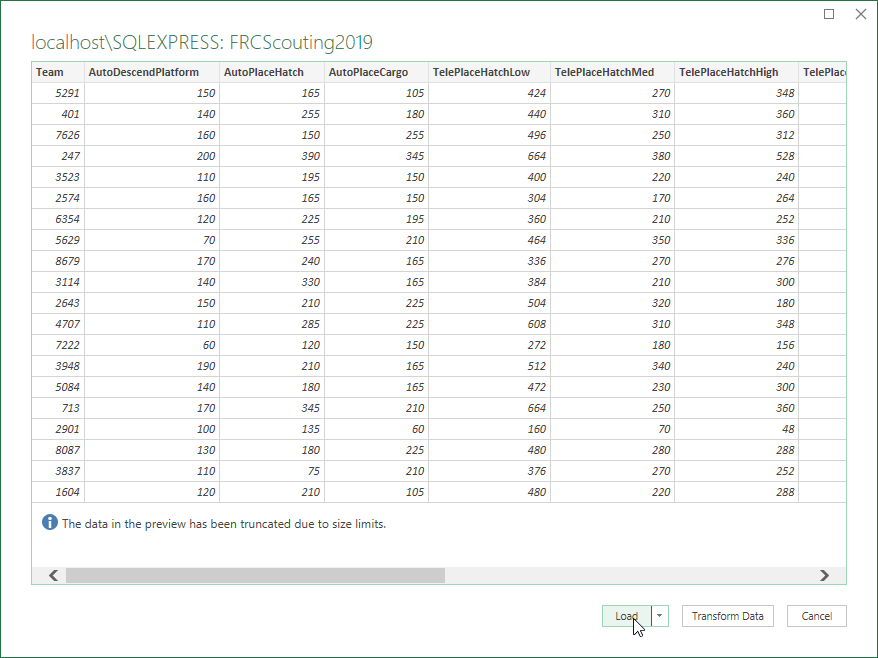 localhost\SQLEXPRESS: FRCScouting2019
Team AutoDescendPlatform AutoPlaceHatch AutoPlaceCargo TelePlaceHatchLow TelePlaceHatchMed TelePlaceHatchHigh TelePlace
5291 150 165 105 424 270 348
401 140 255 180 440 310 360
7626 160 150 255 496 250 312
247 200 390 345 664 380 528
3523 110 195 150 400 220 240
2574 160 165 150 304 170 264
6354 120 225 195 360 210 252
5629 70 255 210 464 350 336
8679 170 240 165 336 270 276
3114 140 330 165 384 210 300
2643 150 210 225 504 320 180
4707 110 285 225 608 310 348
7222 60 120 150 272 180 156
3948 190 210 165 512 340 240
5084 140 180 165 472 230 300
713 170 345 210 664 250 360
2901 100 135 60 160 70 48
8087 130 180 225 480 280 288
3837 110 75 210 376 270 252
1604 120 210 105 480 220 288
The data in the preview has been truncated due to size limits.
Load Transform Data Cancel